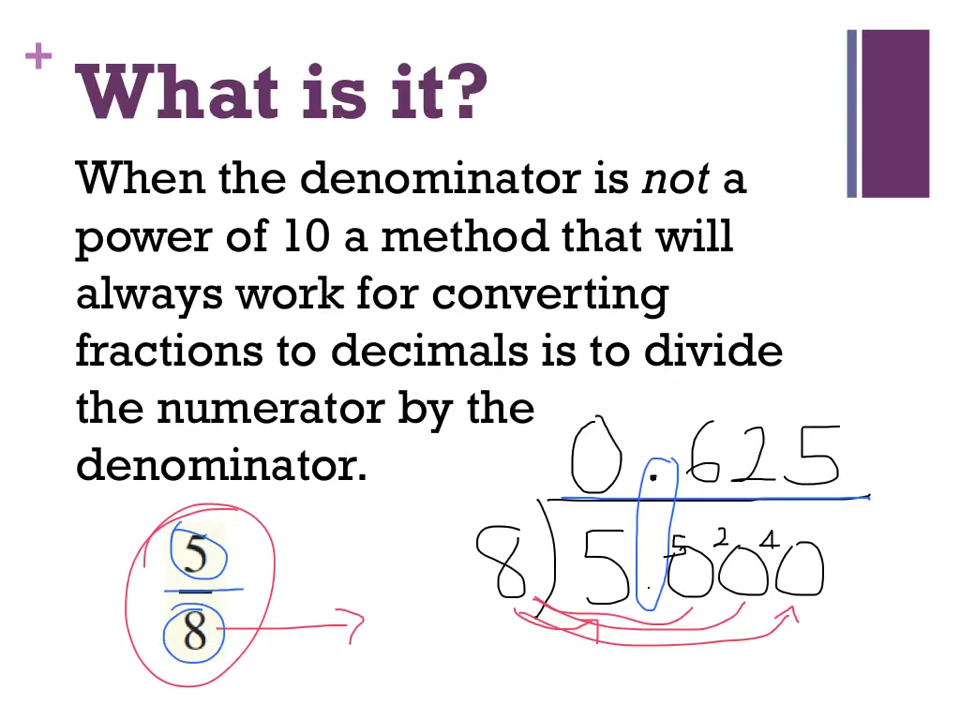 +
What is it?
When the denominator is not a
power of 10 a method that will
always work for converting
fractions to decimals is to divide
the numerator by the
denominator.
0.625
8)5.⁵0²0⁴0
5
8